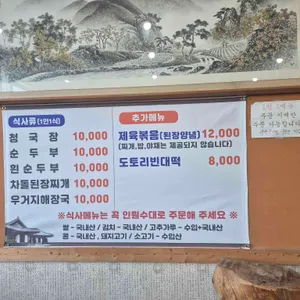 식사류 (1인1식)
청국장 10,000
순두부 10,000
흰순두부 10,000
차돌된장찌개 10,000
우거지해장국 10,000
추가메뉴
제육볶음(된장양념) 12,000
(찌개,밥,야채는 제공되지 않습니다)
도토리빈대떡 8,000
※식사메뉴는 꼭 인원수대로 주문해 주세요 ※
쌀 - 국내산 / 김치 - 국내산 / 고추가루 - 수입+국내산
콩 - 국내산 , 돼지고기 / 소고기 - 수입산